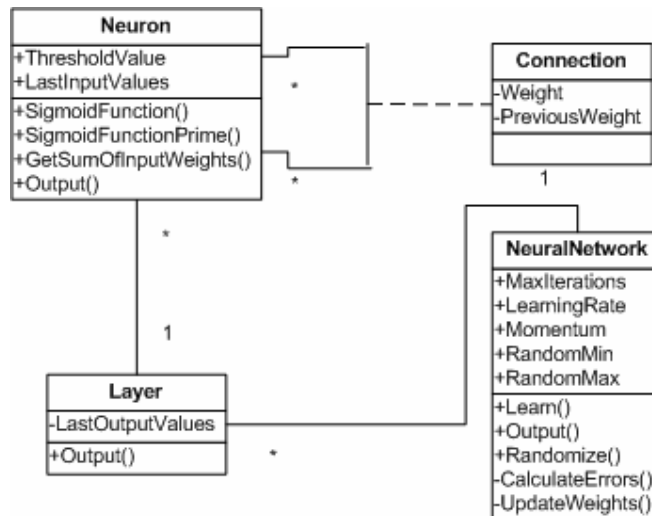 Neuron
+ThresholdValue
+LastInputValues
+SigmoidFunction()
+SigmoidFunctionPrime()
+GetSumOfInputWeights()
+Output()
*
*
Connection
-Weight
-PreviousWeight
1
*
1
Layer
-LastOutputValues
+Output()
*
NeuralNetwork
+MaxIterations
+LearningRate
+Momentum
+RandomMin
+RandomMax
+Learn()
+Output()
+Randomize()
-CalculateErrors()
-UpdateWeights()